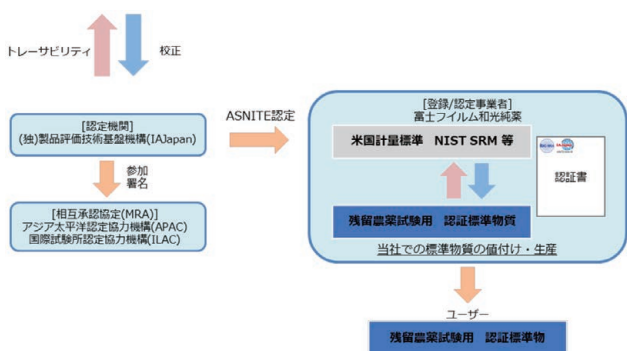 トレーサビリティ
校正
[認定機関]
(独)製品評価技術基盤機構(IAJapan)
ASNITE認定
参加
署名
[相互承認協定(MRA)]
アジア太平洋認定協力機構(APAC)
国際試験所認定協力機構(ILAC)
[登録/認定事業者]
富士フイルム和光純薬
米国計量標準 NIST SRM 等
認証書
残留農薬試験用 認証標準物質
当社での標準物質の値付け・生産
ユーザー
残留農薬試験用 認証標準物